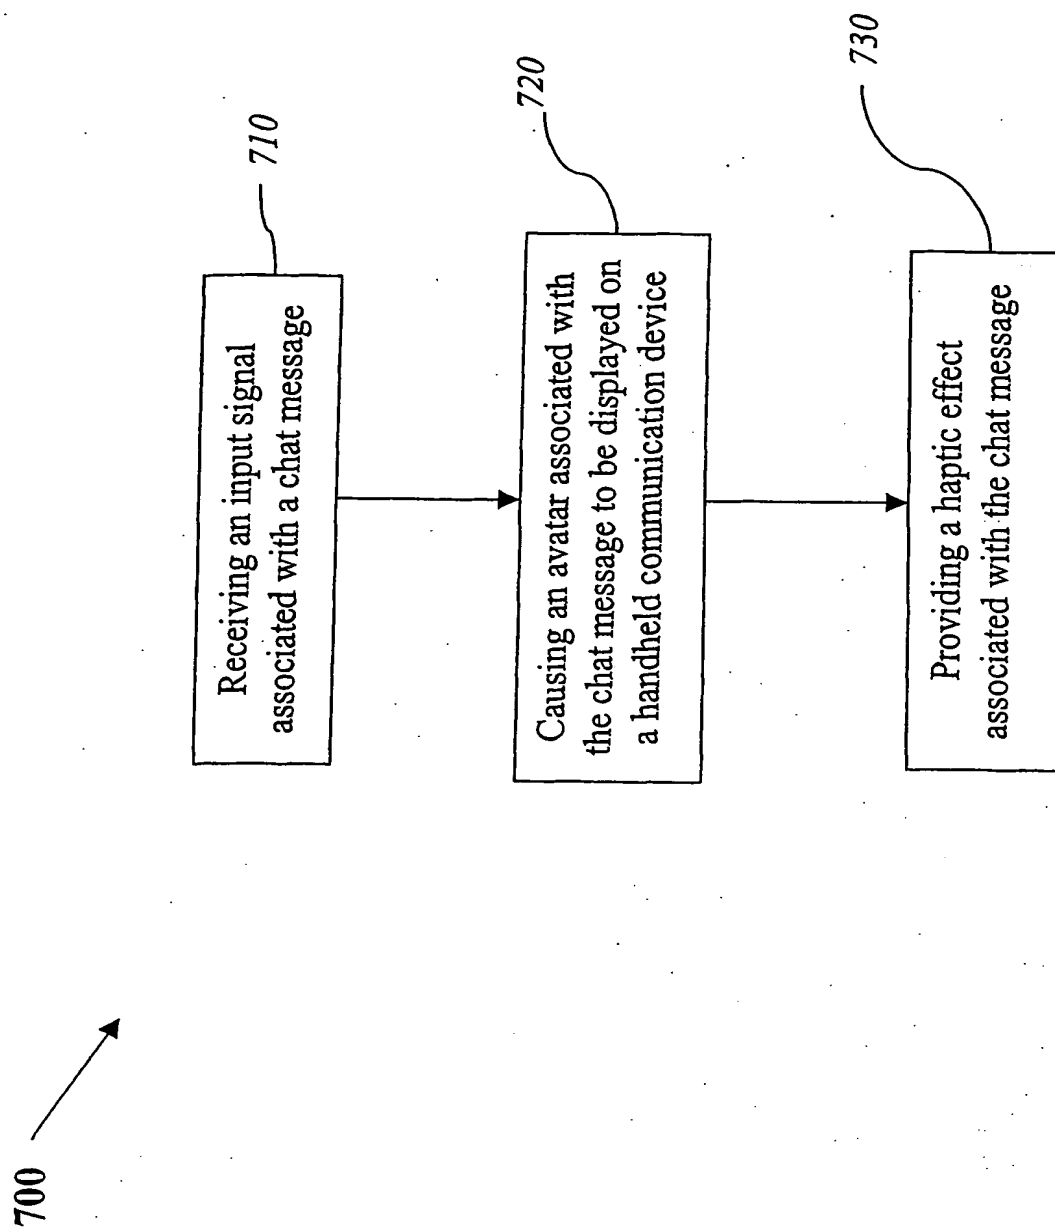 700
Receiving an input signal
associated with a chat message
710
Causing an avatar associated with
the chat message to be displayed on
a handheld communication device
720
Providing a haptic effect
associated with the chat message
730